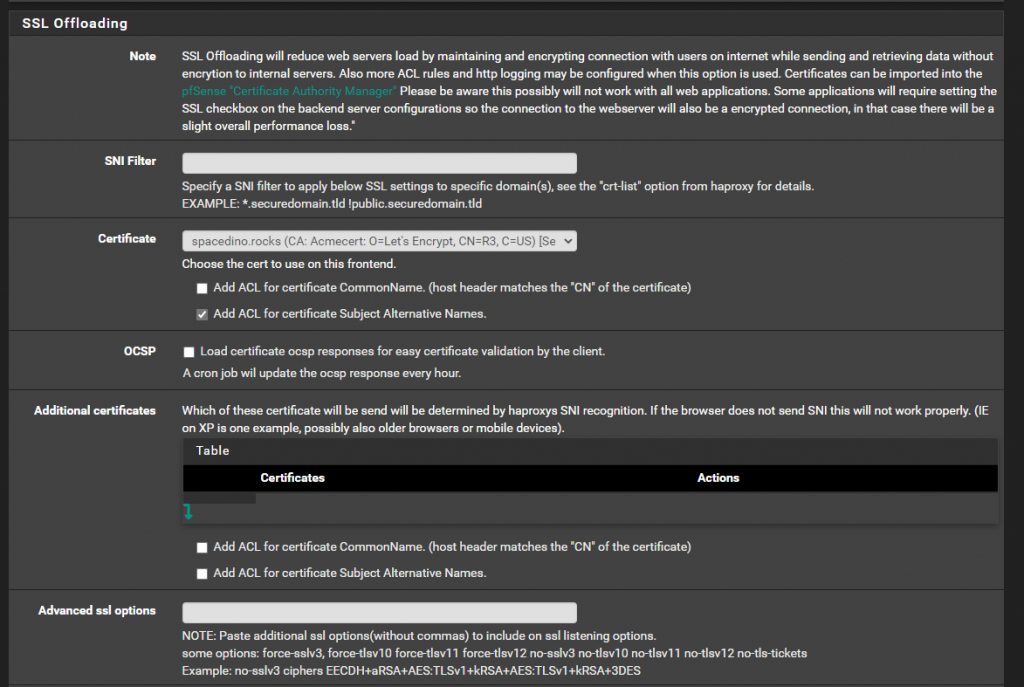 SSL Offloading
Note
SSL Offloading will reduce web servers load by maintaining and encrypting connection with users on internet while sending and retrieving data without
encrytion to internal servers. Also more ACL rules and http logging may be configured when this option is used. Certificates can be imported into the
pfSense "Certificate Authority Manager" Please be aware this possibly will not work with all web applications. Some applications will require setting the
SSL checkbox on the backend server configurations so the connection to the webserver will also be a encrypted connection, in that case there will be a
slight overall performance loss."
SNI Filter
Specify a SNI filter to apply below SSL settings to specific domain(s), see the "crt-list" option from haproxy for details.
EXAMPLE: *.securedomain.tld !public.securedomain.tld
Certificate
spacedino.rocks (CA: Acmecert: O=Let's Encrypt, CN=R3, C=US) [Se
Choose the cert to use on this frontend.
Add ACL for certificate CommonName. (host header matches the "CN" of the certificate)
Add ACL for certificate Subject Alternative Names.
OCSP
Load certificate ocsp responses for easy certificate validation by the client.
A cron job wil update the ocsp response every hour.
Additional certificates
Which of these certificate will be send will be determined by haproxys SNI recognition. If the browser does not send SNI this will not work properly. (IE
on XP is one example, possibly also older browsers or mobile devices).
Table
Certificates Actions
Add ACL for certificate CommonName. (host header matches the "CN" of the certificate)
Add ACL for certificate Subject Alternative Names.
Advanced ssl options
NOTE: Paste additional ssl options(without commas) to include on ssl listening options.
some options: force-sslv3, force-tlsv10 force-tlsv11 force-tlsv12 no-sslv3 no-tlsv10 no-tlsv11 no-tlsv12 no-tls-tickets
Example: no-sslv3 ciphers EECDH+aRSA+AES:TLSv1+kRSA+AES:TLSv1+kRSA+3DES